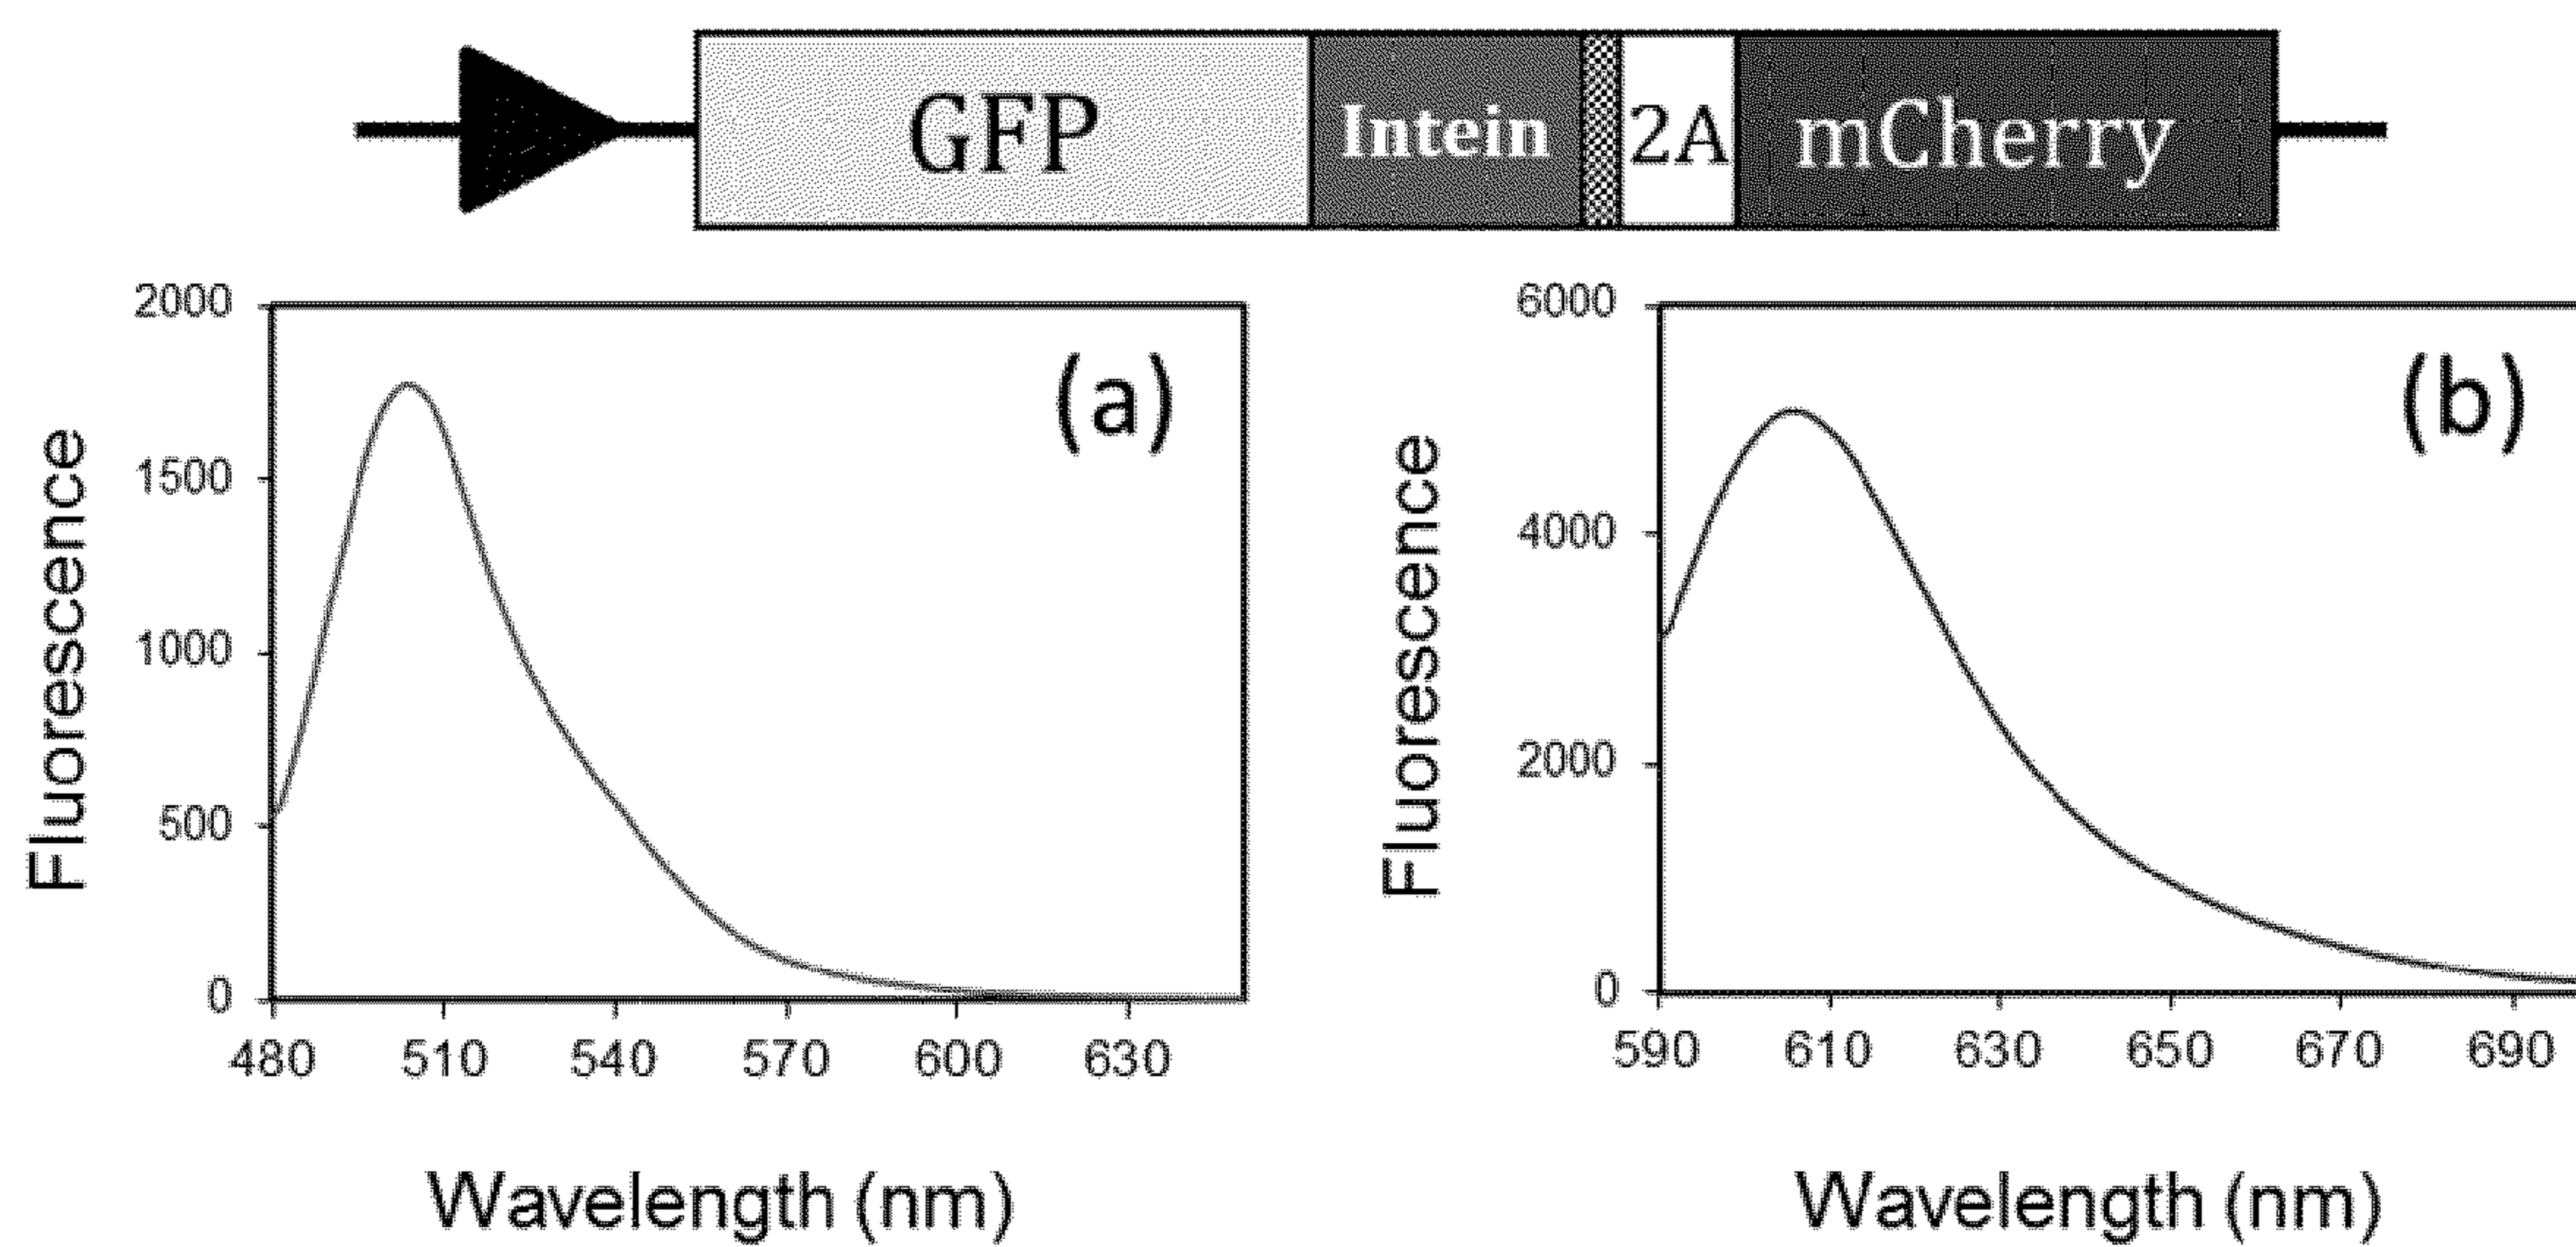 GFP Intein 2A mCherry
(a)
Fluorescence
2000
1500
1000
500
0
480 510 540 570 600 630
Wavelength (nm)
(b)
Fluorescence
6000
4000
2000
0
590 610 630 650 670 690
Wavelength (nm)